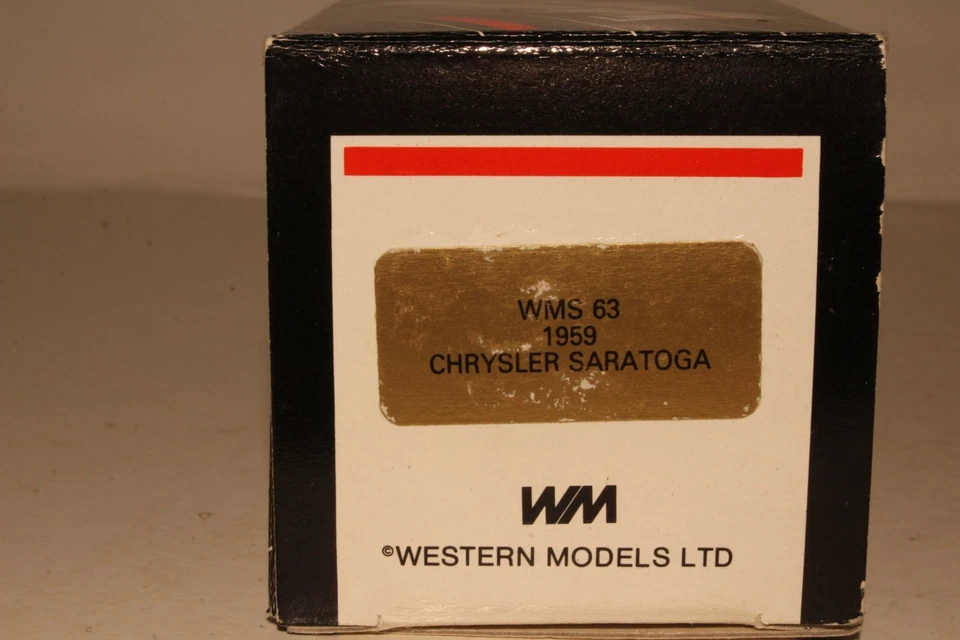 WMS 63
1959
CHRYSLER SARATOGA
WM
©WESTERN MODELS LTD